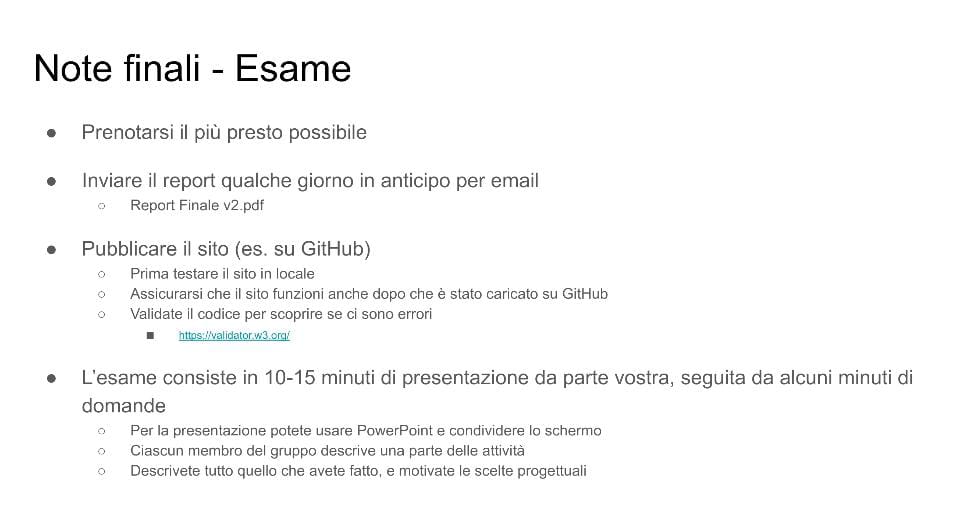 Note finali - Esame
● Prenotarsi il più presto possibile
● Inviare il report qualche giorno in anticipo per email
○ Report Finale v2.pdf
● Pubblicare il sito (es. su GitHub)
○ Prima testare il sito in locale
○ Assicurarsi che il sito funzioni anche dopo che è stato caricato su GitHub
○ Validate il codice per scoprire se ci sono errori
■ https://validator.w3.org/
● L'esame consiste in 10-15 minuti di presentazione da parte vostra, seguita da alcuni minuti di
domande
○ Per la presentazione potete usare PowerPoint e condividere lo schermo
○ Ciascun membro del gruppo descrive una parte delle attività
○ Descrivete tutto quello che avete fatto, e motivate le scelte progettuali